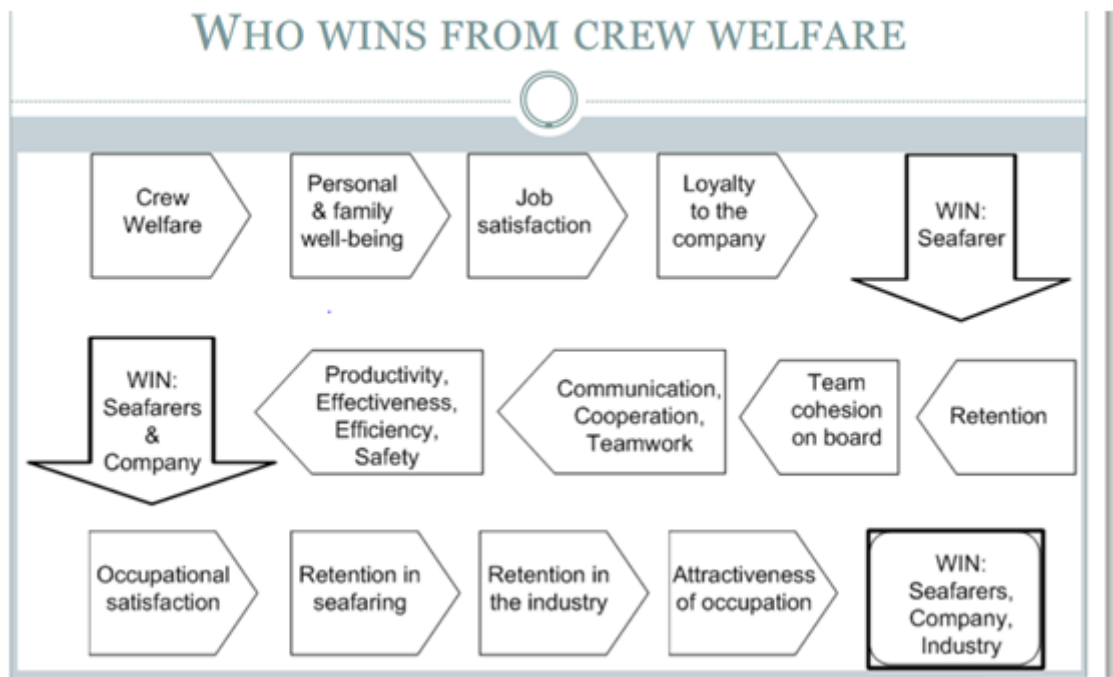 WHO WINS FROM CREW WELFARE
Crew
Welfare
Personal
& family
well-being
Job
satisfaction
Loyalty
to the
company
WIN:
Seafarer
Retention
Team
cohesion
on board
Communication,
Cooperation,
Teamwork
Productivity,
Effectiveness,
Efficiency,
Safety
WIN:
Seafarers
&
Company
Occupational
satisfaction
Retention in
seafaring
Retention in
the industry
Attractiveness
of occupation
WIN:
Seafarers,
Company,
Industry